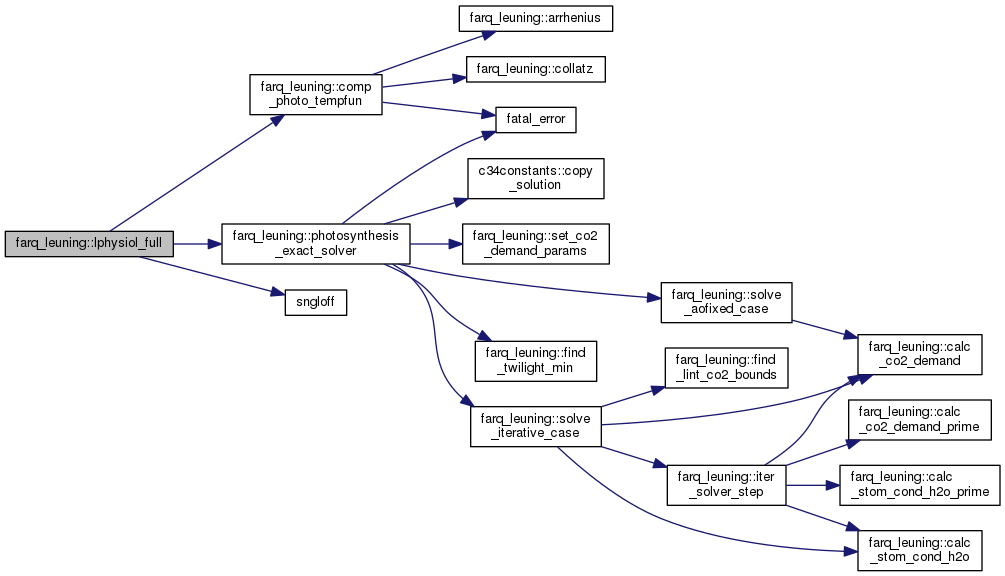 farq_leuning::lphysiol_full
farq_leuning::comp
_photo_tempfun
farq_leuning::photosynthesis
_exact_solver
sngloff
farq_leuning::arrhenius
farq_leuning::collatz
fatal_error
c34constants::copy
_solution
farq_leuning::set_co2
_demand_params
farq_leuning::find
_twilight_min
farq_leuning::solve
_iterative_case
farq_leuning::solve
_aofixed_case
farq_leuning::find
_lint_co2_bounds
farq_leuning::iter
_solver_step
farq_leuning::calc
_co2_demand
farq_leuning::calc
_co2_demand_prime
farq_leuning::calc
_stom_cond_h2o_prime
farq_leuning::calc
_stom_cond_h2o